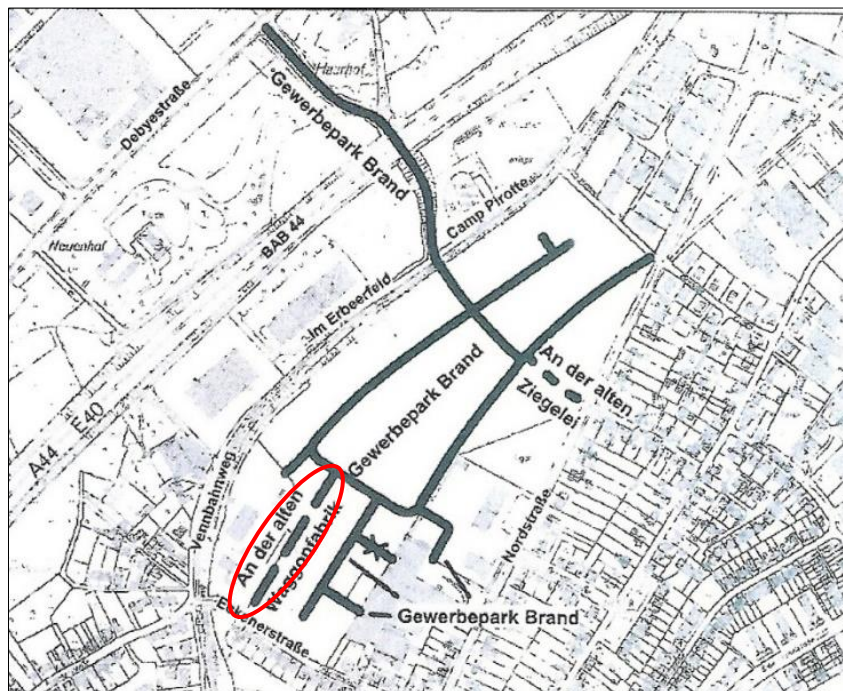 Haarhof
Gewerbepark Brand
Debyestraße
Camp Pirotte
BAB 44
Im Erbeerfeld
An der alten
Ziegelei
Gewerbepark Brand
A44
E40
Vennbahnweg
An der alten
Waggonfabrik
Nordstraße
Gewerbepark Brand